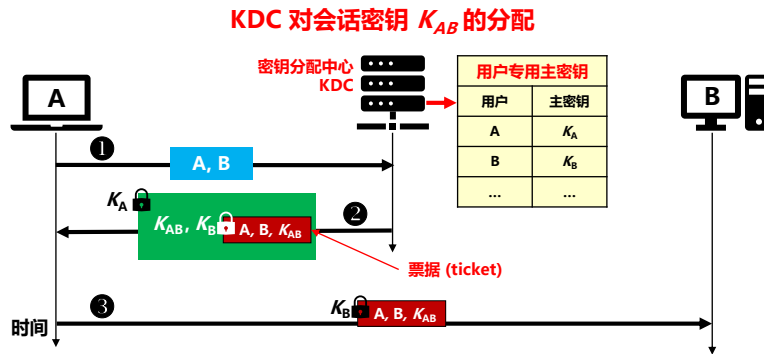 KDC 对会话密钥 K_AB 的分配
密钥分配中心
KDC
用户专用主密钥
用户 主密钥
A K_A
B K_B
... ...
A
B
❶
A, B
K_A
❷
K_AB, K_B A, B, K_AB
票据 (ticket)
❸
K_B A, B, K_AB
时间